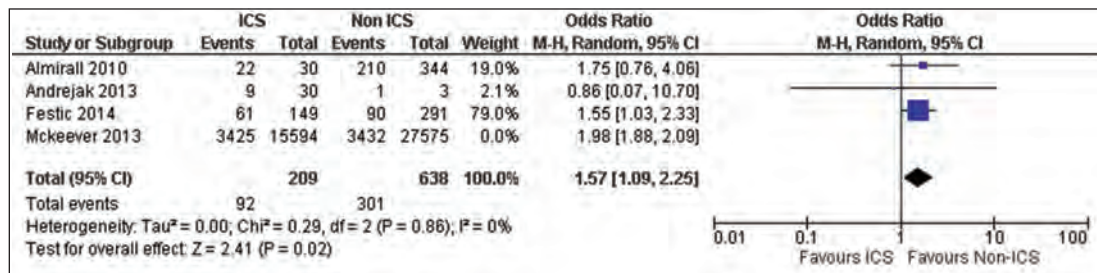 ICS Non ICS Odds Ratio Odds Ratio
Study or Subgroup Events Total Events Total Weight M-H, Random, 95% CI M-H, Random, 95% CI
Almirall 2010 22 30 210 344 19.0% 1.75 [0.76, 4.06]
Andrejak 2013 9 30 1 3 2.1% 0.86 [0.07, 10.70]
Festic 2014 61 149 90 291 79.0% 1.55 [1.03, 2.33]
Mckeever 2013 3425 15594 3432 27575 0.0% 1.98 [1.88, 2.09]
Total (95% CI) 209 638 100.0% 1.57 [1.09, 2.25]
Total events 92 301
Heterogeneity: Tau² = 0.00; Chi² = 0.29, df = 2 (P = 0.86); I² = 0%
Test for overall effect: Z = 2.41 (P = 0.02)
0.01 0.1 1 10 100
Favours ICS Favours Non-ICS